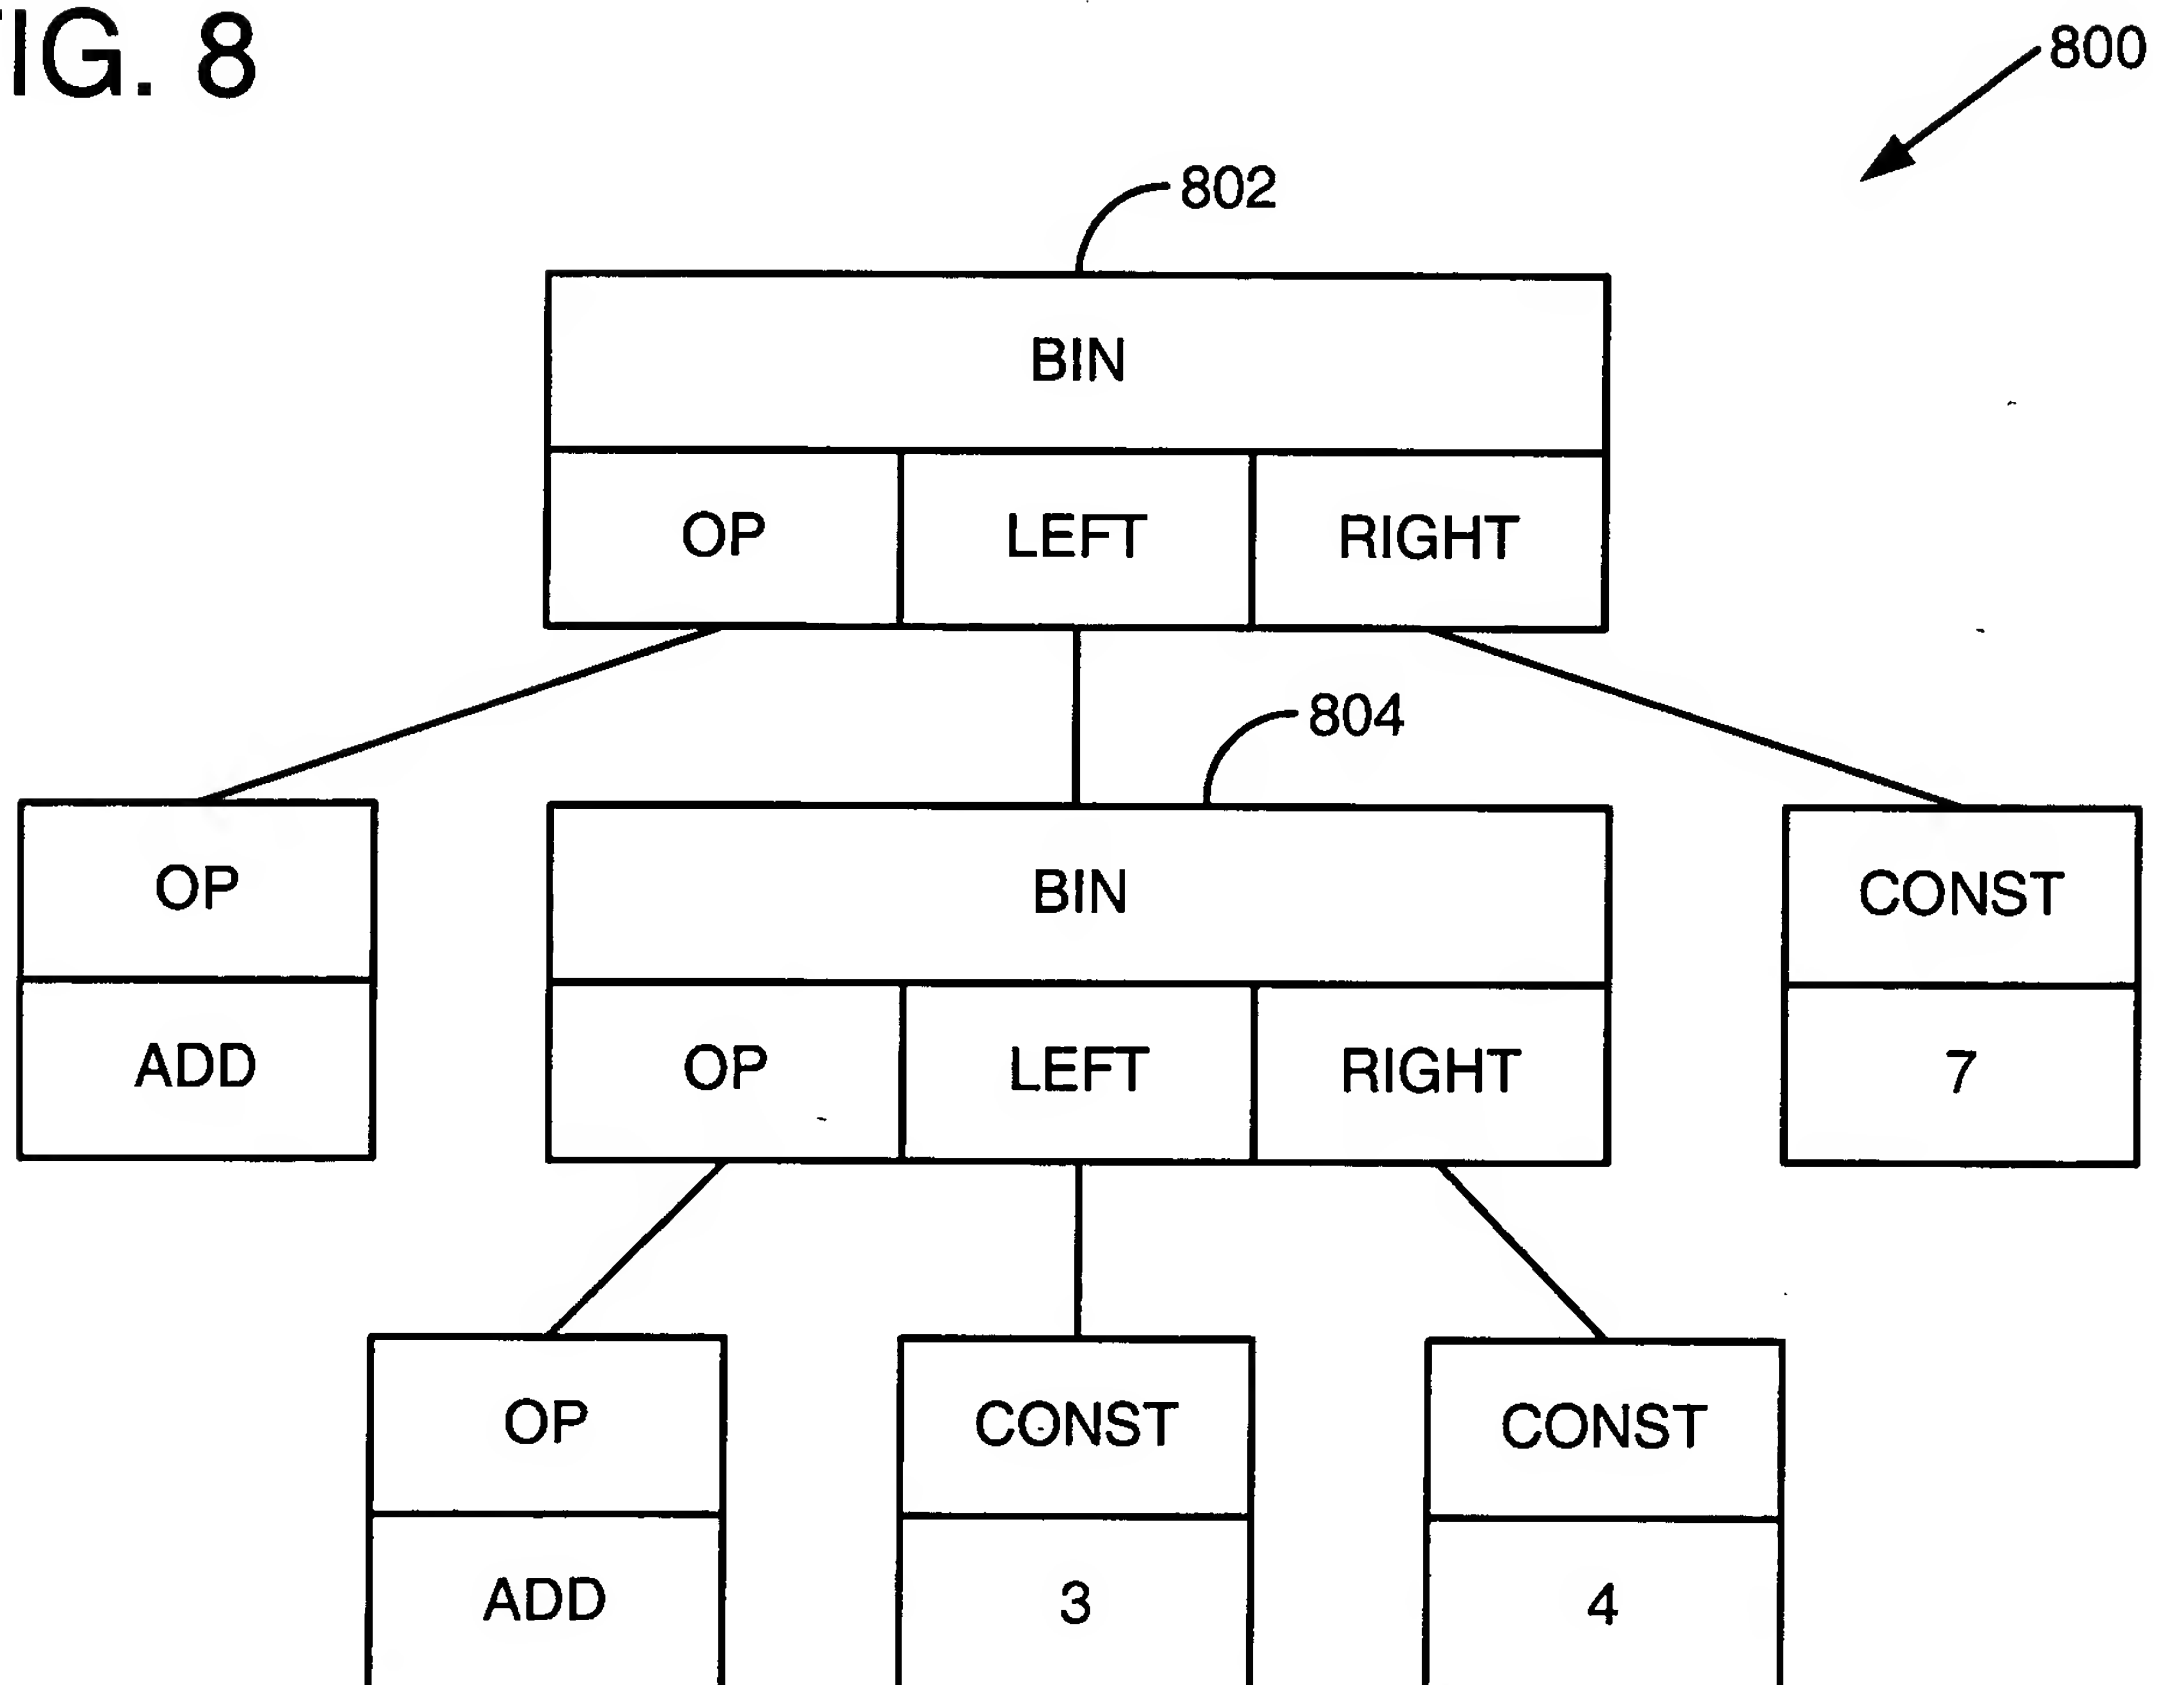 FIG. 8
800
802
BIN
OP LEFT RIGHT
804
OP BIN CONST
ADD OP LEFT RIGHT 7
OP CONST CONST
ADD 3 4